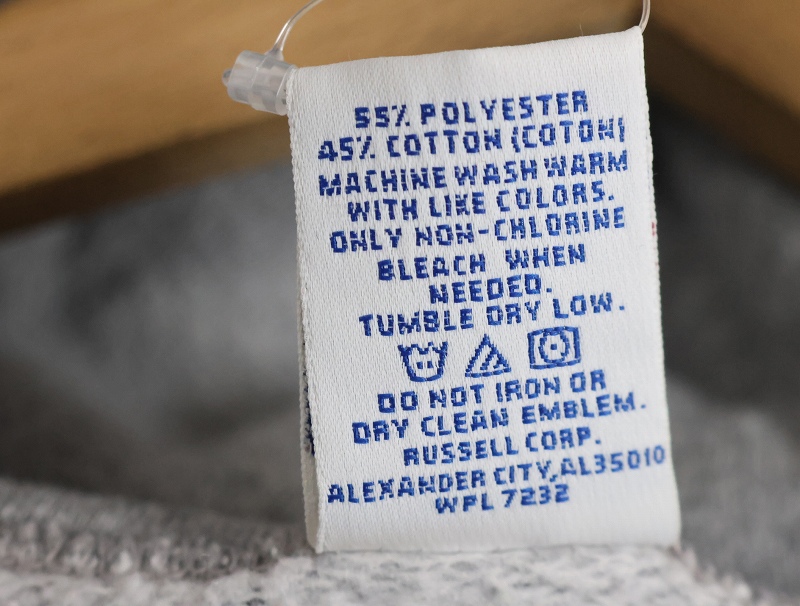 55% POLYESTER
45% COTTON (COTON)
MACHINE WASH WARM
WITH LIKE COLORS.
ONLY NON-CHLORINE
BLEACH WHEN
NEEDED.
TUMBLE DRY LOW.
DO NOT IRON OR
DRY CLEAN EMBLEM.
RUSSELL CORP.
ALEXANDER CITY,AL35010
WPL 7232